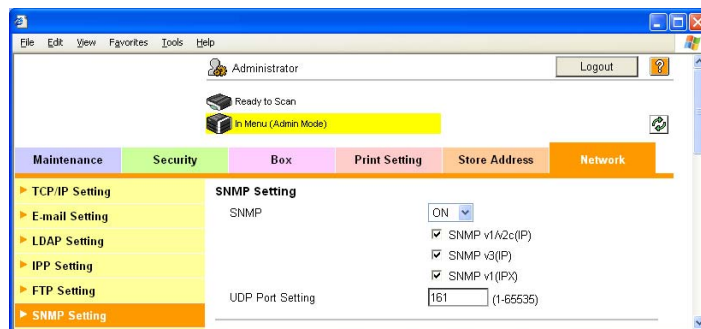 File Edit View Favorites Tools Help
Administrator Logout ?
Ready to Scan
In Menu (Admin Mode)
Maintenance Security Box Print Setting Store Address Network
TCP/IP Setting
E-mail Setting
LDAP Setting
IPP Setting
FTP Setting
SNMP Setting
SNMP Setting
SNMP ON
SNMP v1/v2c(IP)
SNMP v3(IP)
SNMP v1(IPX)
UDP Port Setting 161 (1-65535)